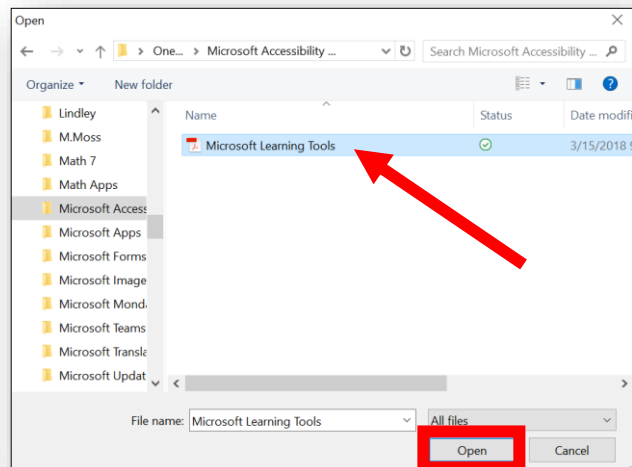 Open
One... > Microsoft Accessibility ...
Search Microsoft Accessibility ...
Organize
New folder
?
Name
Status
Date modifi
Lindley
M.Moss
Math 7
Math Apps
Microsoft Access
Microsoft Apps
Microsoft Forms
Microsoft Image
Microsoft Monda
Microsoft Teams
Microsoft Transla
Microsoft Updat
Microsoft Learning Tools
3/15/2018 9
File name:
Microsoft Learning Tools
All files
Open
Cancel